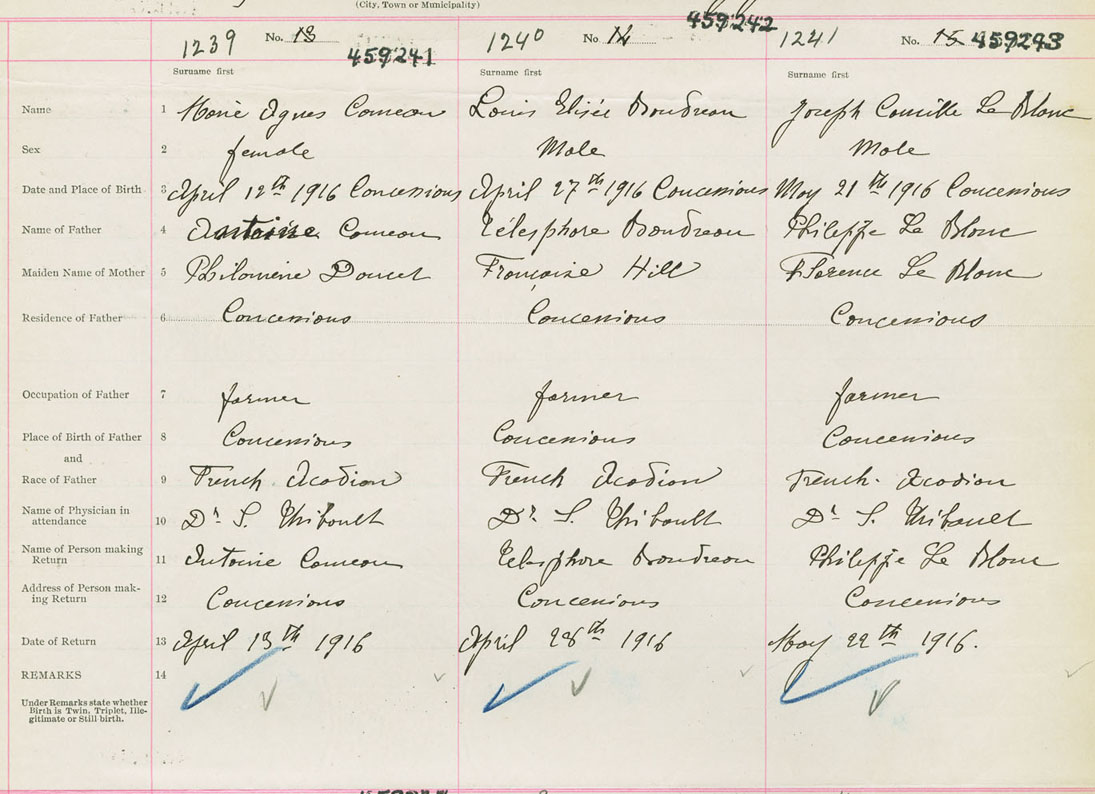 (City, Town or Municipality)
1239 No. 13 459241 1240 No 14 459242 1241 No. 15 459243
Surname first Surname first Surname first
Name 1 Marie Agnes Comeau Louis Elisée Boudreau Joseph Camille Le Blanc
Sex 2 female Male Male
Date and Place of Birth 3 April 12th 1916 Concessions April 27th 1916 Concessions May 21th 1916 Concessions
Name of Father 4 Antoine Comeau Télesphore Boudreau Philippe Le Blanc
Maiden Name of Mother 5 Philomène Doucet Françoise Hill Florence Le Blanc
Residence of Father 6 Concessions Concessions Concessions
Occupation of Father 7 farmer farmer farmer
Place of Birth of Father 8 Concessions Concessions Concessions
and
Race of Father 9 French Acadian French Acadian French. Acadian
Name of Physician in
attendance 10 Dr S. Thibault Dr. S. Thibault Dr S. Thibault
Name of Person making
Return 11 Antoine Comeau Telesphore Boudreau Philippe Le Blanc
Address of Person mak-
ing Return 12 Concessions Concessions Concessions
Date of Return 13 April 13th 1916 April 28th 1916 May 22th 1916.
REMARKS 14
Under Remarks state whether
Birth is Twin, Triplet, Ille-
gitimate or Still birth.